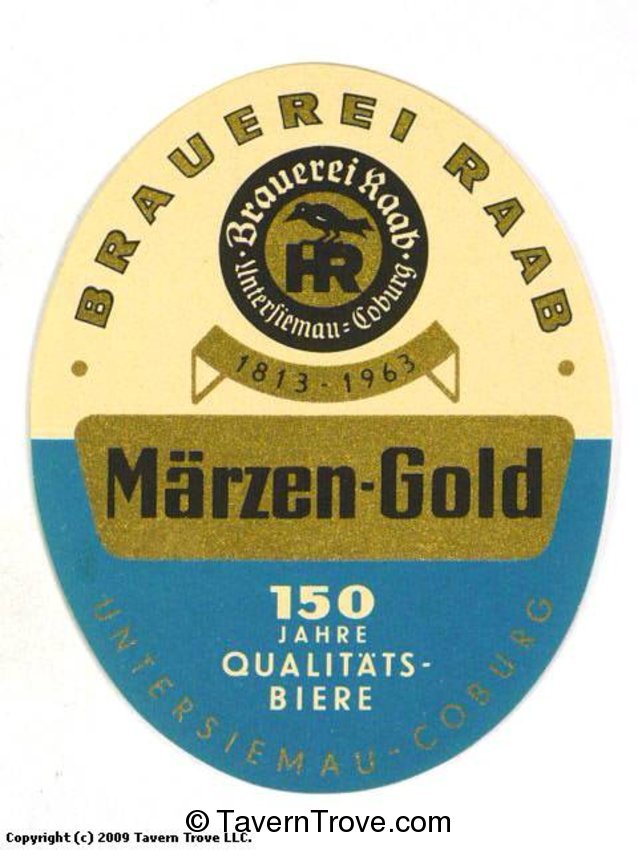 BRAUEREI RAAB
Brauerei Raab
HR
· Untersiemau=Coburg ·
1813 - 1963
Märzen-Gold
150
JAHRE
QUALITÄTS-
BIERE
UNTERSIEMAU-COBURG
© TavernTrove.com
Copyright (c) 2009 Tavern Trove LLC.